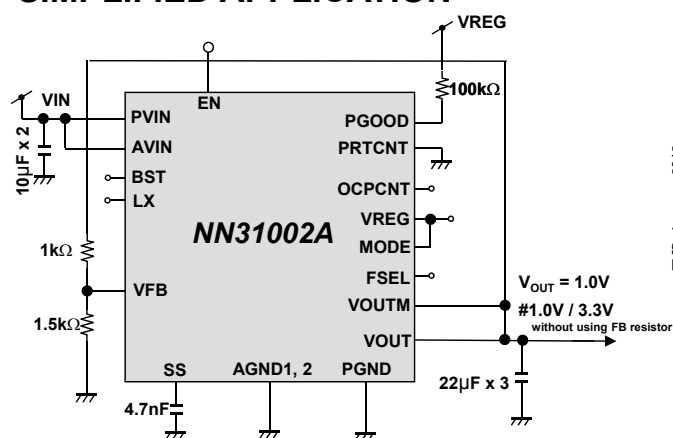 SIMPLIFIED APPLICATION
VREG
EN
100kΩ
VIN
PVIN
PGOOD
10μF x 2
AVIN
PRTCNT
BST
OCPCNT
LX
NN31002A
VREG
MODE
1kΩ
FSEL
VFB
VOUTM
VOUT = 1.0V
#1.0V / 3.3V
without using FB resistor
1.5kΩ
VOUT
SS
AGND1, 2
PGND
22μF x 3
4.7nF